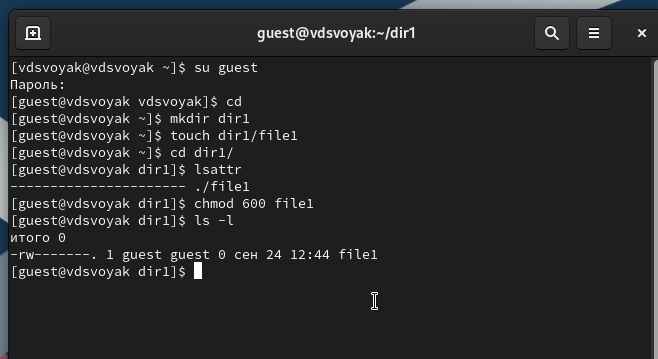 guest@vdsvoyak:~/dir1
[vdsvoyak@vdsvoyak ~]$ su guest
Пароль:
[guest@vdsvoyak vdsvoyak]$ cd
[guest@vdsvoyak ~]$ mkdir dir1
[guest@vdsvoyak ~]$ touch dir1/file1
[guest@vdsvoyak ~]$ cd dir1/
[guest@vdsvoyak dir1]$ lsattr
---------------------- ./file1
[guest@vdsvoyak dir1]$ chmod 600 file1
[guest@vdsvoyak dir1]$ ls -l
итого 0
-rw-------. 1 guest guest 0 сен 24 12:44 file1
[guest@vdsvoyak dir1]$